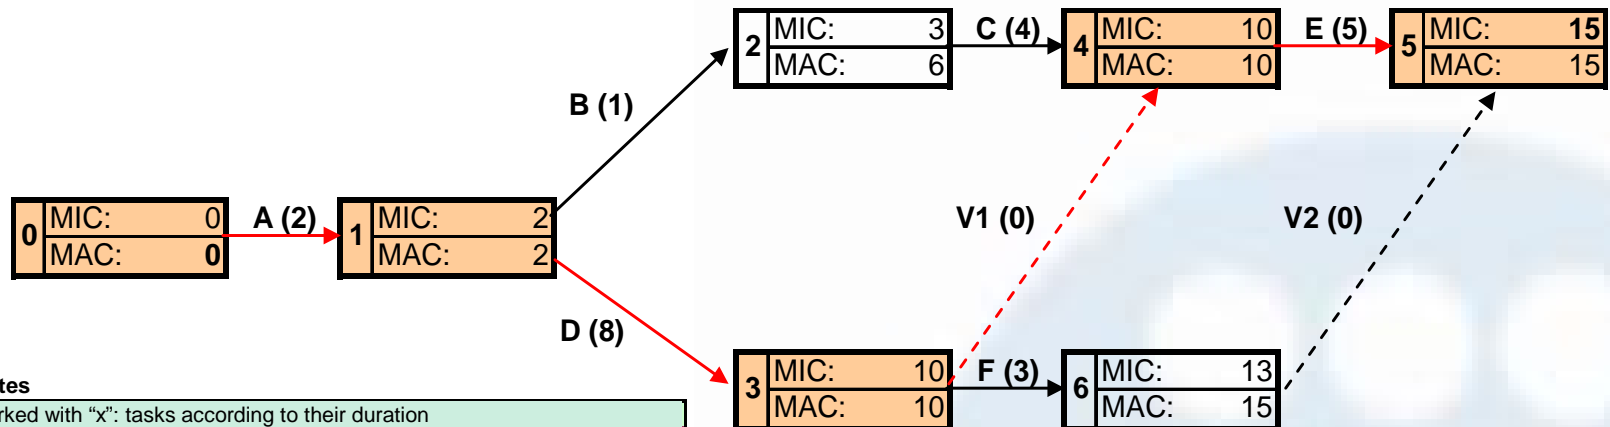 2 MIC: 3
MAC: 6
C (4)
4 MIC: 10
MAC: 10
E (5)
5 MIC: 15
MAC: 15
B (1)
0 MIC: 0
MAC: 0
A (2)
1 MIC: 2
MAC: 2
V1 (0)
V2 (0)
D (8)
3 MIC: 10
MAC: 10
F (3)
6 MIC: 13
MAC: 15
tes
rked with “x”: tasks according to their duration